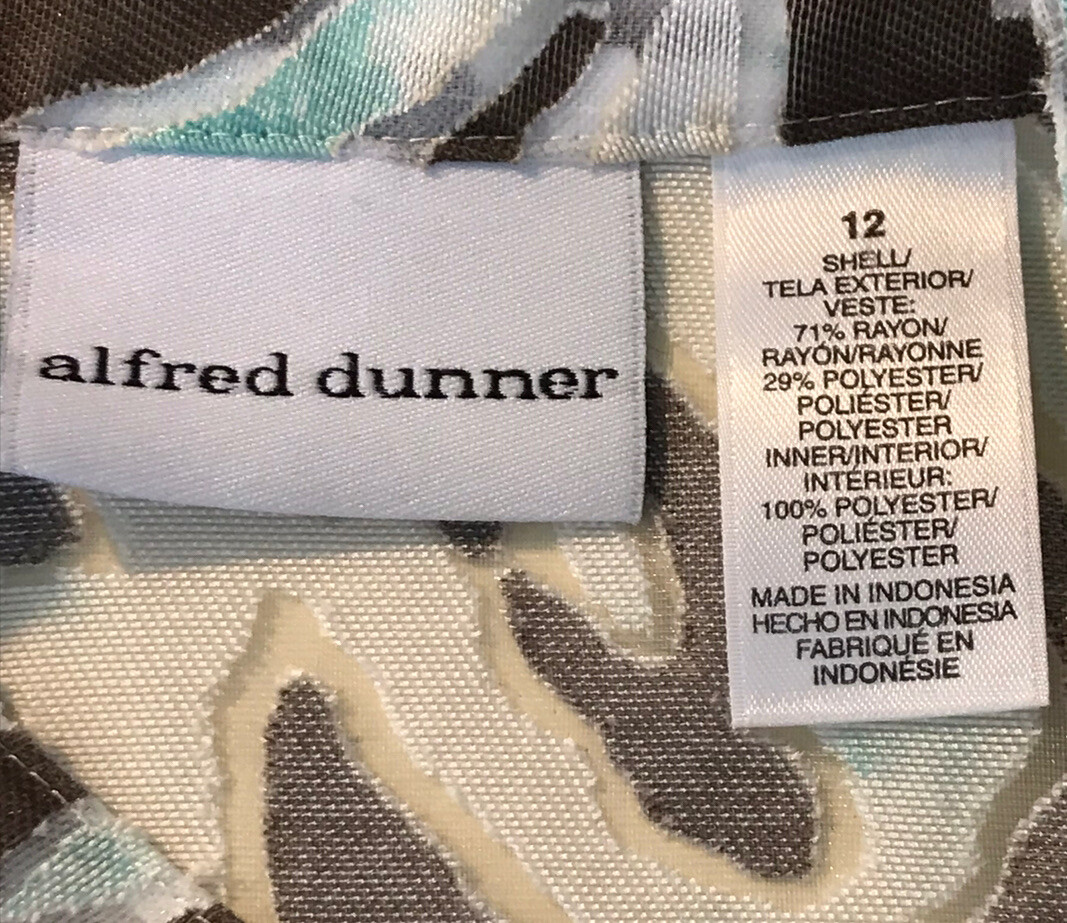 alfred dunner
12
SHELL/
TELA EXTERIOR/
VESTE:
71% RAYON/
RAYÓN/RAYONNE
29% POLYESTER/
POLIÉSTER/
POLYESTER
INNER/INTERIOR/
INTÉRIEUR:
100% POLYESTER/
POLIÉSTER/
POLYESTER
MADE IN INDONESIA
HECHO EN INDONESIA
FABRIQUÉ EN
INDONÉSIE